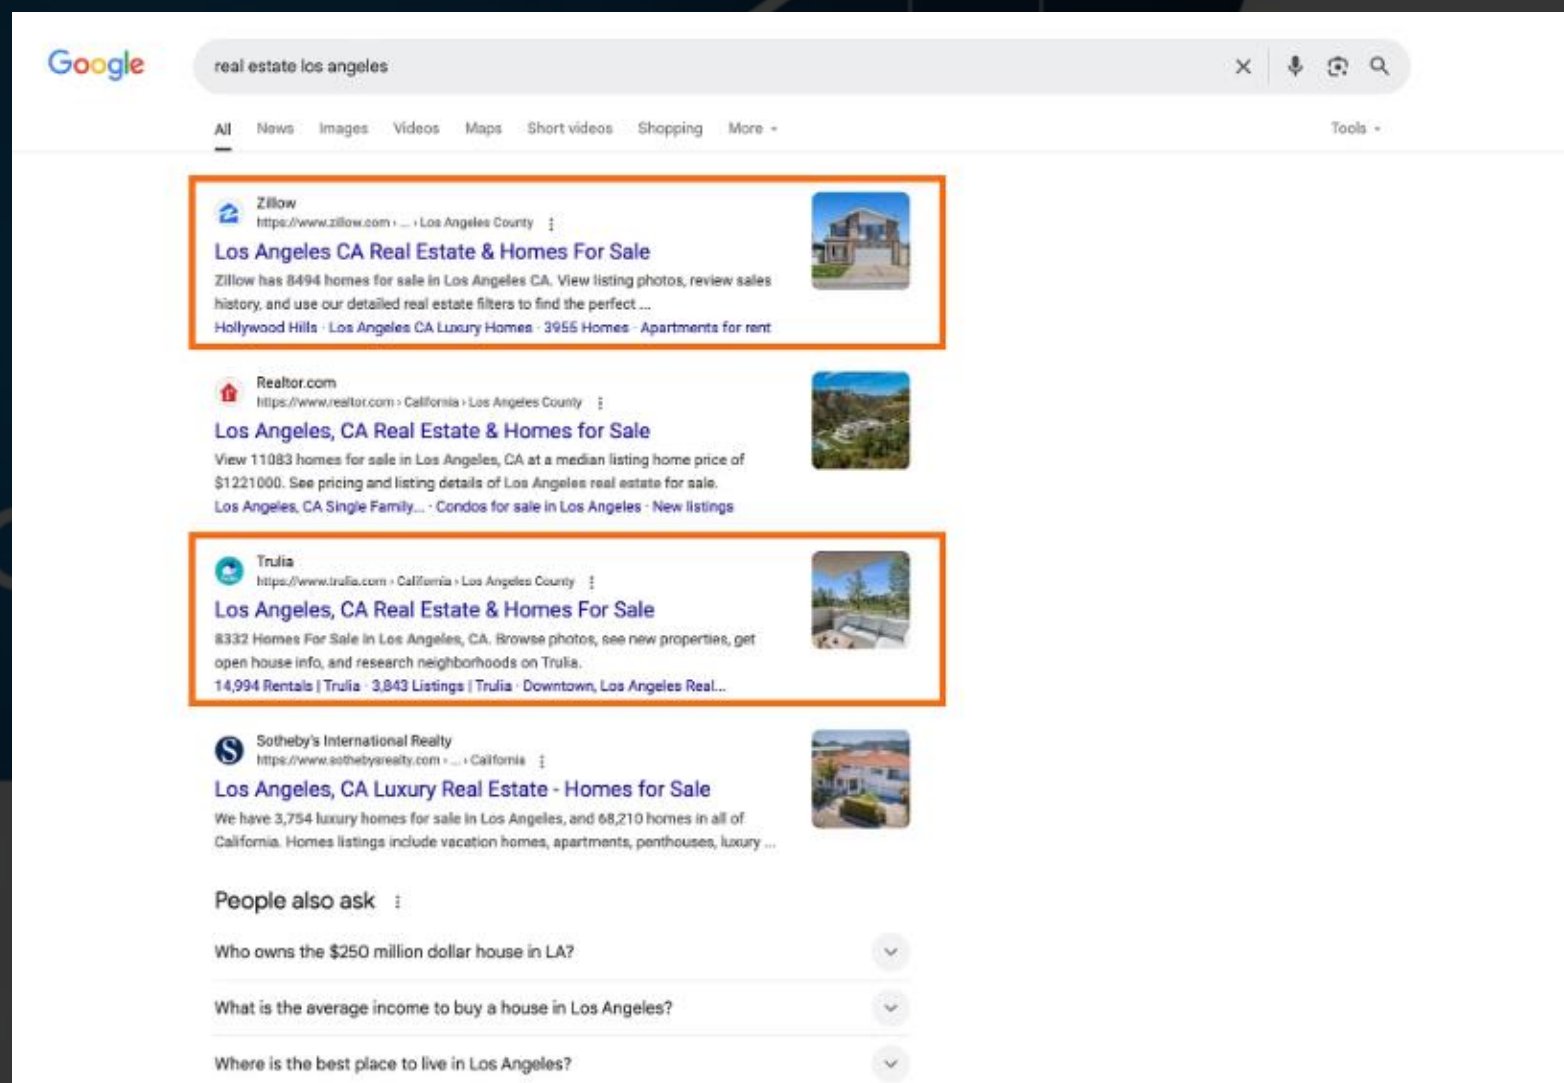 Google
real estate los angeles
All News Images Videos Maps Short videos Shopping More
Tools
Zillow
https://www.zillow.com › ... › Los Angeles County
Los Angeles CA Real Estate & Homes For Sale
Zillow has 8494 homes for sale in Los Angeles CA. View listing photos, review sales
history, and use our detailed real estate filters to find the perfect ...
Hollywood Hills · Los Angeles CA Luxury Homes · 3955 Homes · Apartments for rent
Realtor.com
https://www.realtor.com › California › Los Angeles County
Los Angeles, CA Real Estate & Homes for Sale
View 11083 homes for sale in Los Angeles, CA at a median listing home price of
$1221000. See pricing and listing details of Los Angeles real estate for sale.
Los Angeles, CA Single Family... · Condos for sale in Los Angeles · New listings
Trulia
https://www.trulia.com › California › Los Angeles County
Los Angeles, CA Real Estate & Homes For Sale
8332 Homes For Sale in Los Angeles, CA. Browse photos, see new properties, get
open house info, and research neighborhoods on Trulia.
14,994 Rentals | Trulia · 3,843 Listings | Trulia · Downtown, Los Angeles Real...
S
Sotheby's International Realty
https://www.sothebysrealty.com › ... › California
Los Angeles, CA Luxury Real Estate - Homes for Sale
We have 3,754 luxury homes for sale in Los Angeles, and 68,210 homes in all of
California. Homes listings include vacation homes, apartments, penthouses, luxury ...
People also ask
Who owns the $250 million dollar house in LA?
What is the average income to buy a house in Los Angeles?
Where is the best place to live in Los Angeles?